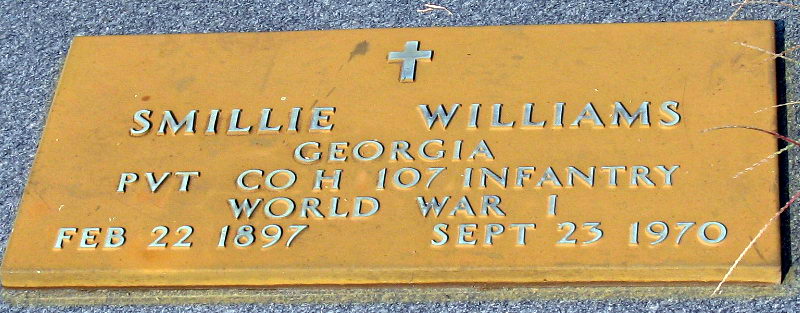 SMILLIE WILLIAMS
GEORGIA
PVT CO H 107 INFANTRY
WORLD WAR I
FEB 22 1897 SEPT 23 1970